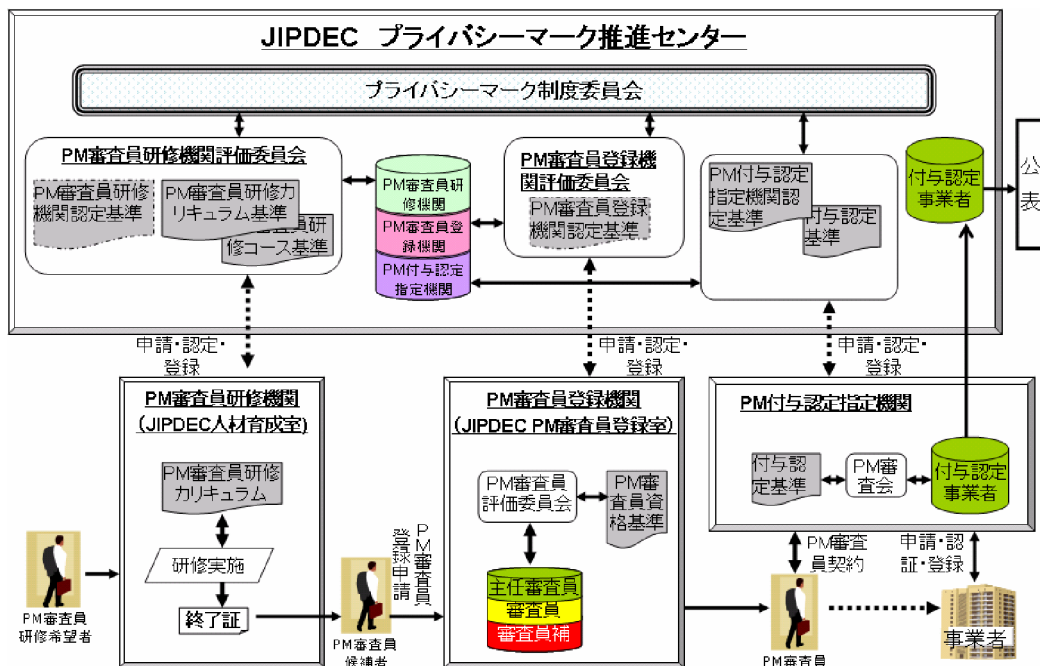 JIPDEC プライバシーマーク推進センター
プライバシーマーク制度委員会
PM審査員研修機関評価委員会
PM審査員研修
機関認定基準
PM審査員研修カ
リキュラム基準
審査員研
修コース基準
PM審査員研
修機関
PM審査員登
録機関
PM付与認定
指定機関
PM審査員登録機
関評価委員会
PM審査員登録
機関認定基準
PM付与認定
指定機関認
定基準
付与認定
基準
付与認定
事業者
公
表
申請・認定・
登録
申請・認定・
登録
申請・認定・
登録
PM審査員研修機関
(JIPDEC人材育成室)
PM審査員研修
カリキュラム
研修実施
終了証
PM審査員
研修希望者
PM審査員
候補者
PM審査員
登録申請
PM審査員登録機関
(JIPDEC PM審査員登録室)
PM審査員
評価委員会
PM審
査員資
格基準
主任審査員
審査員
審査員補
PM付与認定指定機関
付与認
定基準
PM審
査会
付与認定
事業者
PM審査
員契約
申請・認
証・登録
PM審査員
事業者